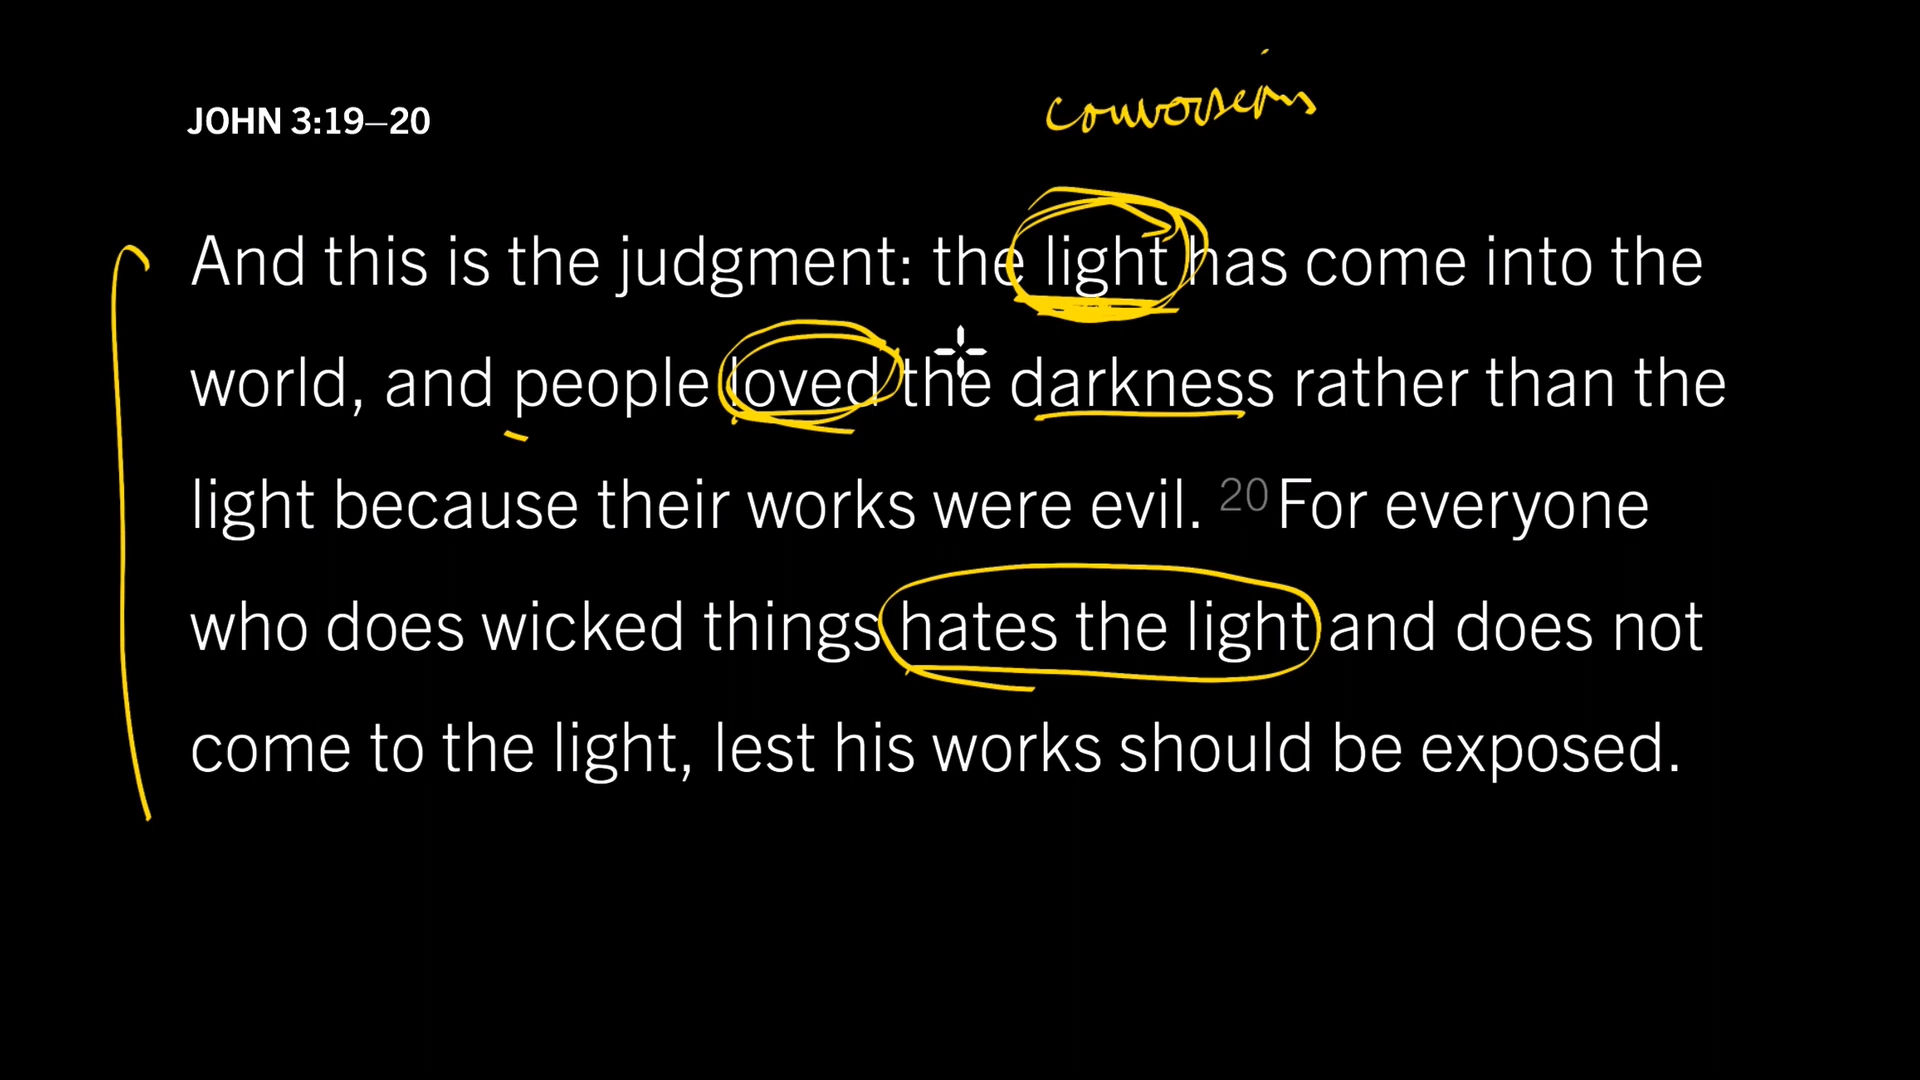 conversion
JOHN 3:19–20
And this is the judgment: the light has come into the
world, and people loved the darkness rather than the
light because their works were evil. 20 For everyone
who does wicked things hates the light and does not
come to the light, lest his works should be exposed.